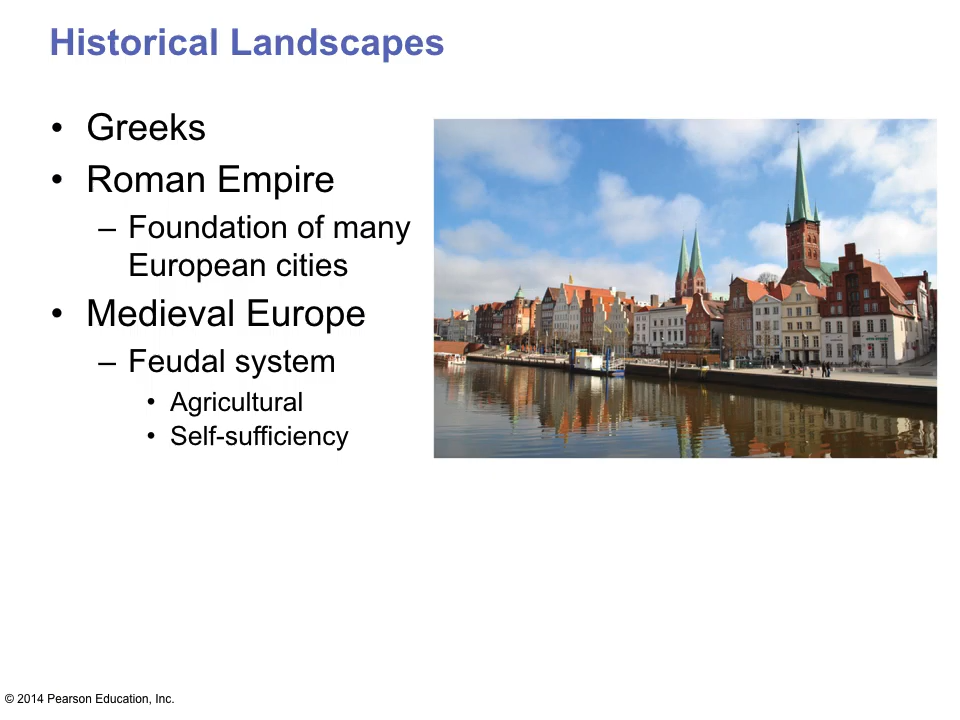 Historical Landscapes
• Greeks
• Roman Empire
– Foundation of many
European cities
• Medieval Europe
– Feudal system
• Agricultural
• Self-sufficiency
© 2014 Pearson Education, Inc.